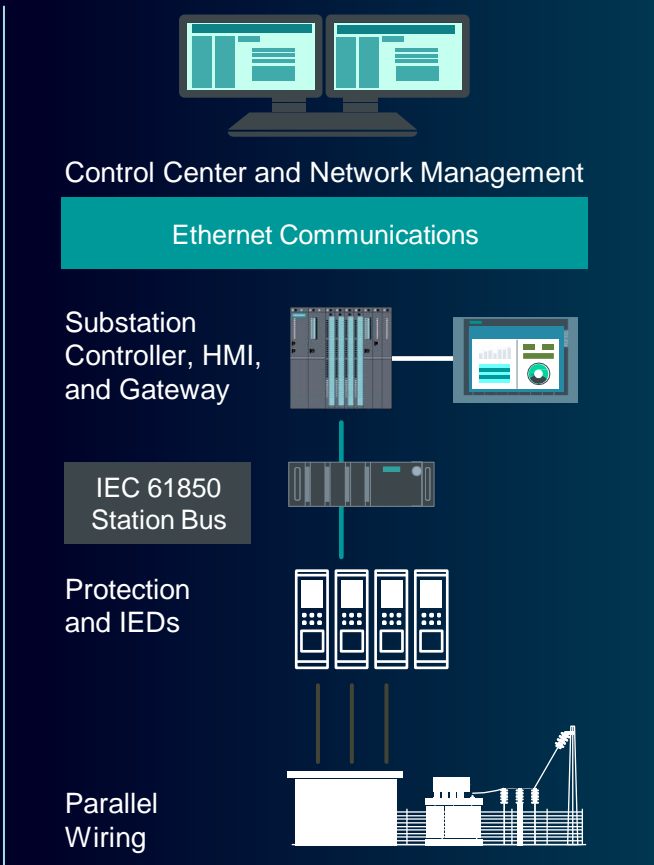 Control Center and Network Management
Ethernet Communications
Substation
Controller, HMI,
and Gateway
IEC 61850
Station Bus
Protection
and IEDs
Parallel
Wiring